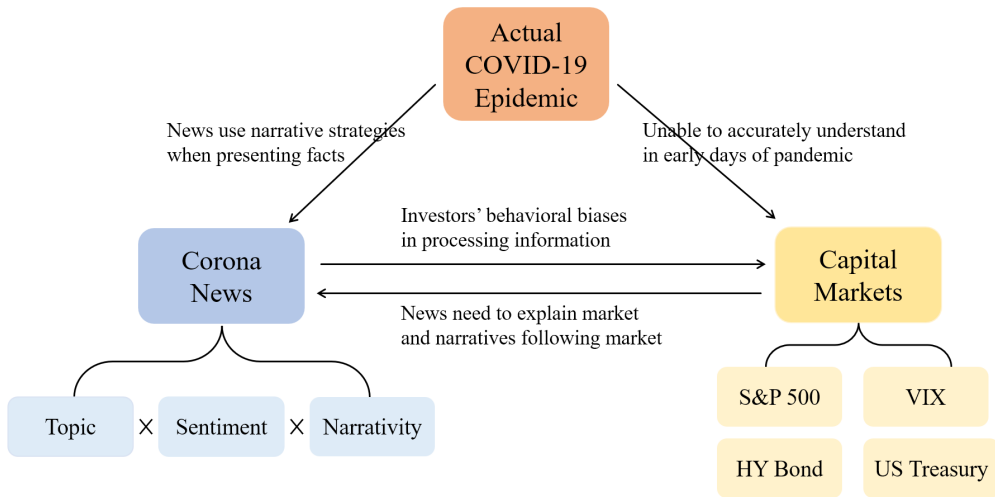 Actual
COVID-19
Epidemic
News use narrative strategies
when presenting facts
Unable to accurately understand
in early days of pandemic
Investors’ behavioral biases
in processing information
Corona
News
Capital
Markets
News need to explain market
and narratives following market
S&P 500
VIX
Topic X Sentiment X Narrativity
HY Bond
US Treasury